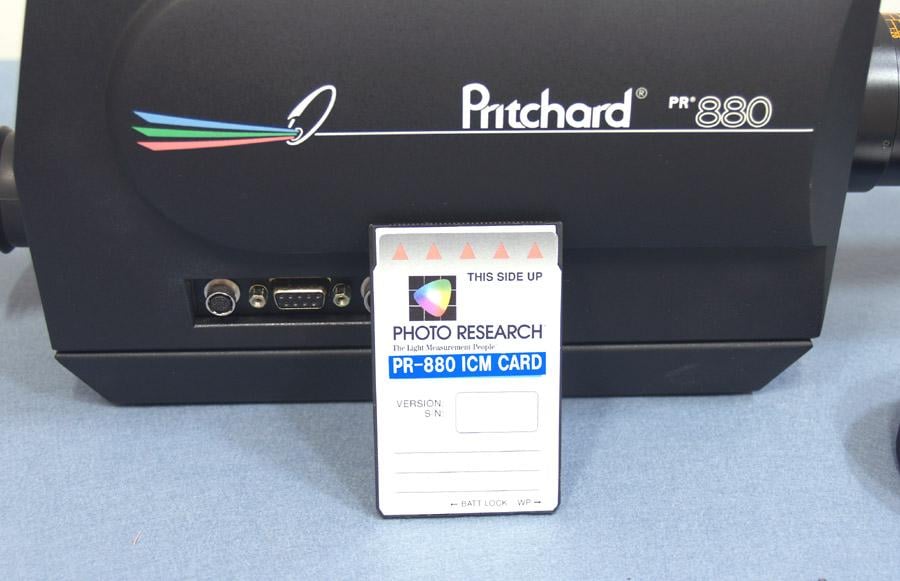 Pritchard® PR® 880
THIS SIDE UP
PHOTO RESEARCH
The Light Measurement People
PR-880 ICM CARD
VERSION:
S·N:
← BATT LOCK WP →